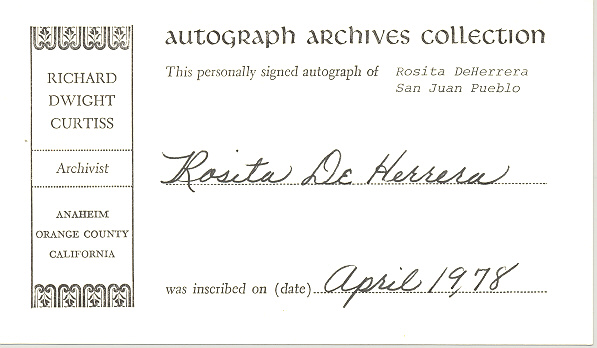 RICHARD
DWIGHT
CURTISS
Archivist
ANAHEIM
ORANGE COUNTY
CALIFORNIA
AUTOGRAPH ARCHIVES COLLECTION
This personally signed autograph of Rosita DeHerrera
San Juan Pueblo
Rosita De Herrera
was inscribed on (date) April 1978